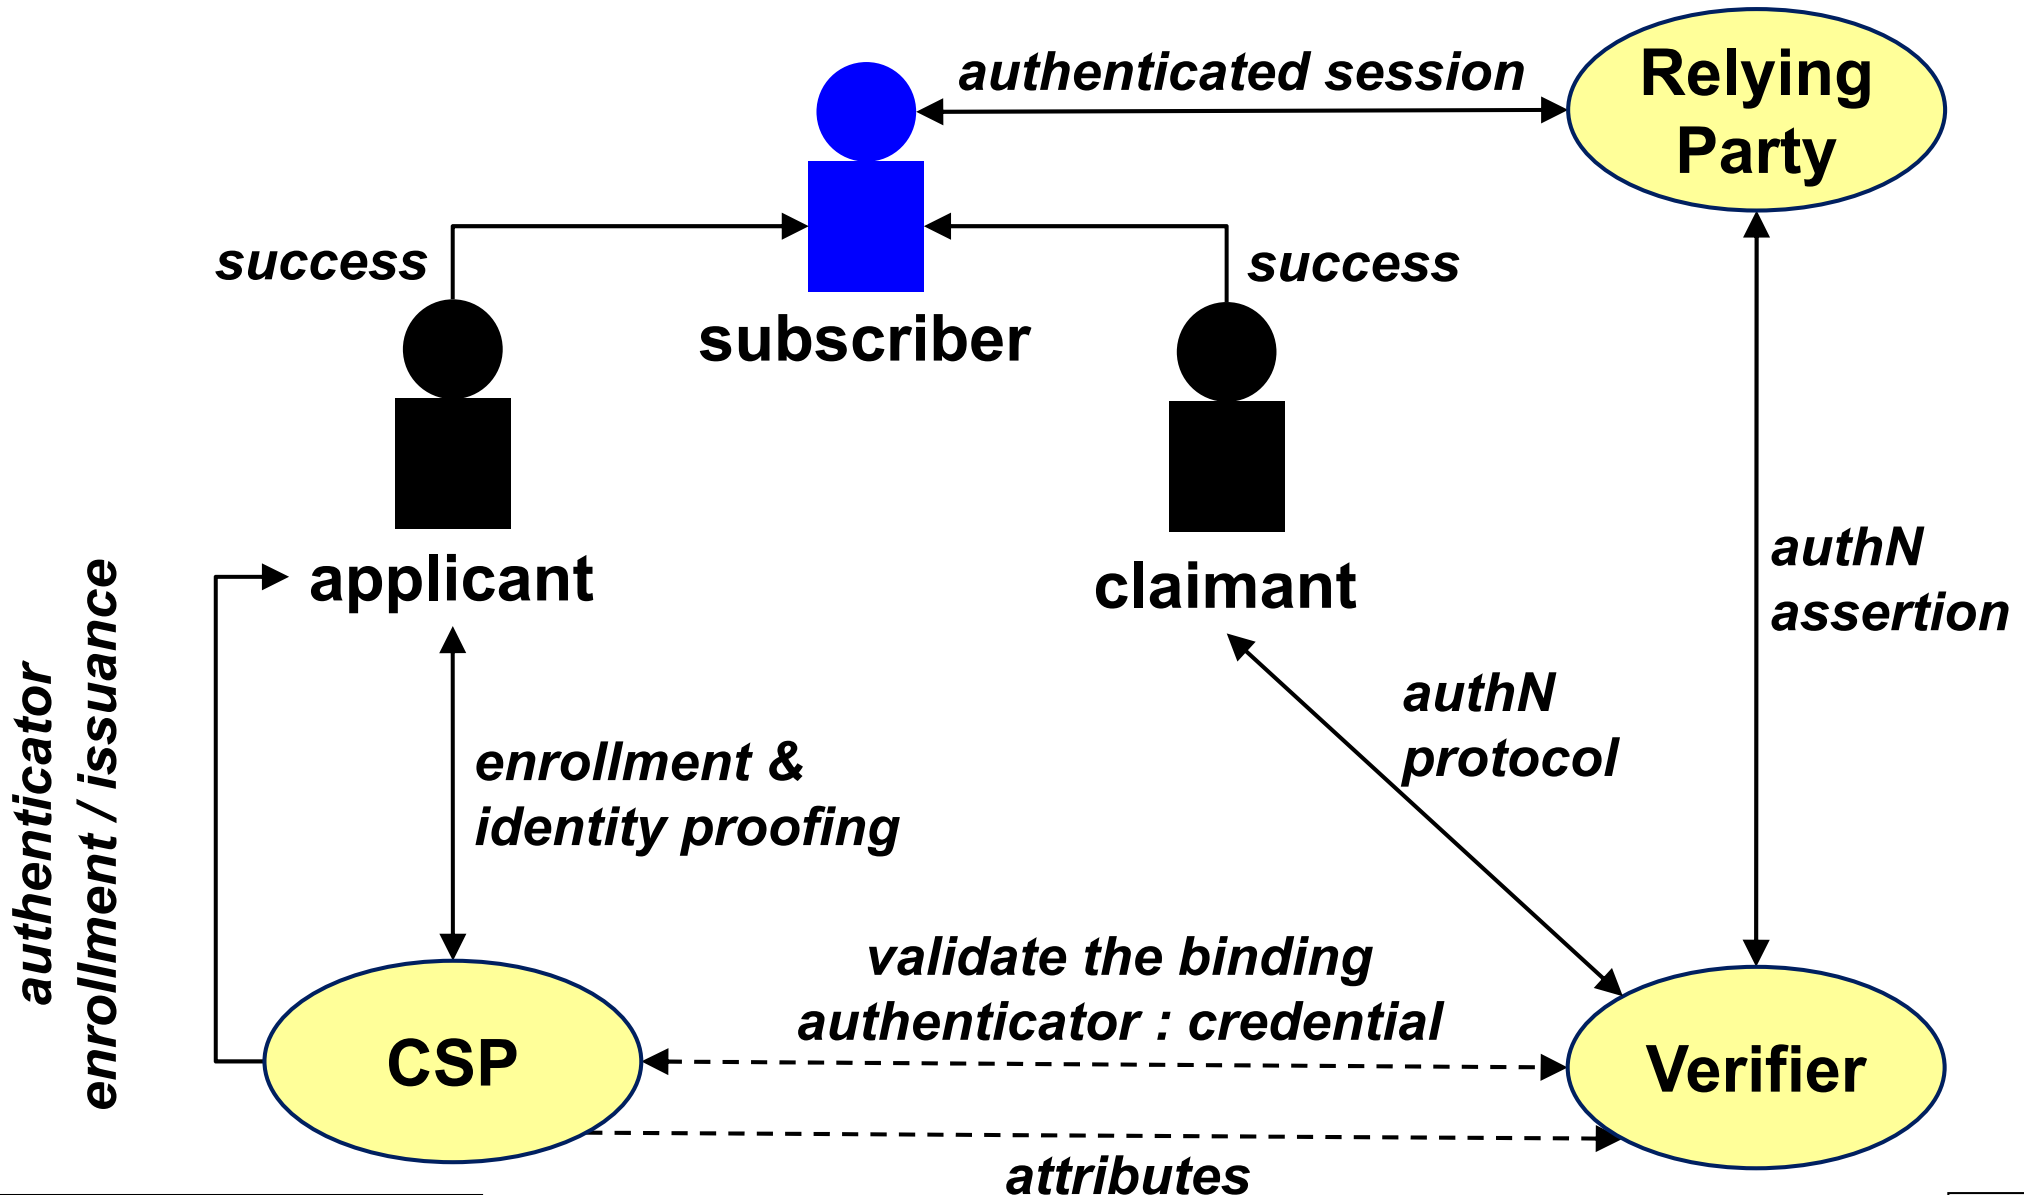 authenticated session
Relying
Party
success
success
subscriber
applicant
claimant
authN
assertion
authenticator
enrollment / issuance
authN
protocol
enrollment &
identity proofing
validate the binding
authenticator : credential
CSP
Verifier
attributes